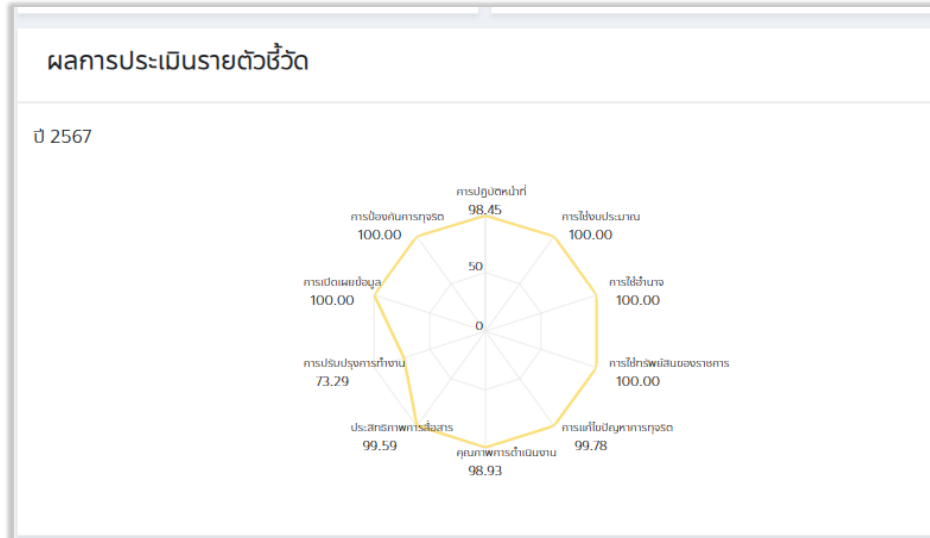 ผลการประเมินรายตัวชี้วัด
ปี 2567
การปฏิบัติหน้าที่
98.45
การป้องกันการทุจริต
100.00
การใช้งบประมาณ
100.00
50
การเปิดเผยข้อมูล
100.00
การใช้อำนาจ
100.00
0
การปรับปรุงการทำงาน
73.29
การใช้ทรัพย์สินของราชการ
100.00
ประสิทธิภาพการสื่อสาร
99.59
การแก้ไขปัญหาการทุจริต
99.78
คุณภาพการดำเนินงาน
98.93